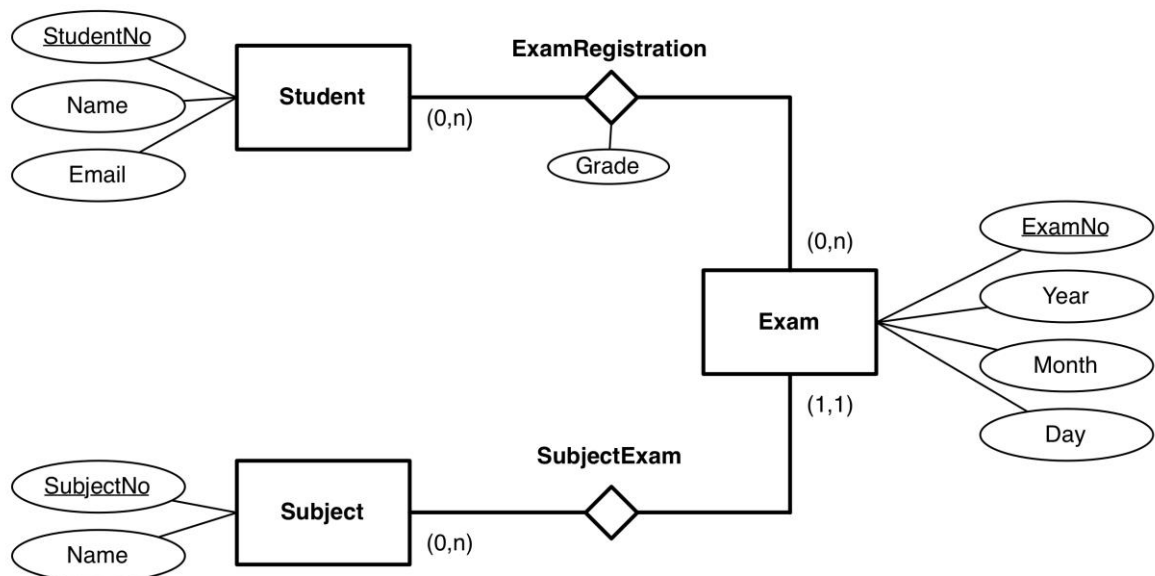 StudentNo
Name
Email
Student
(0,n)
ExamRegistration
Grade
(0,n)
Exam
(1,1)
ExamNo
Year
Month
Day
SubjectNo
Name
Subject
(0,n)
SubjectExam